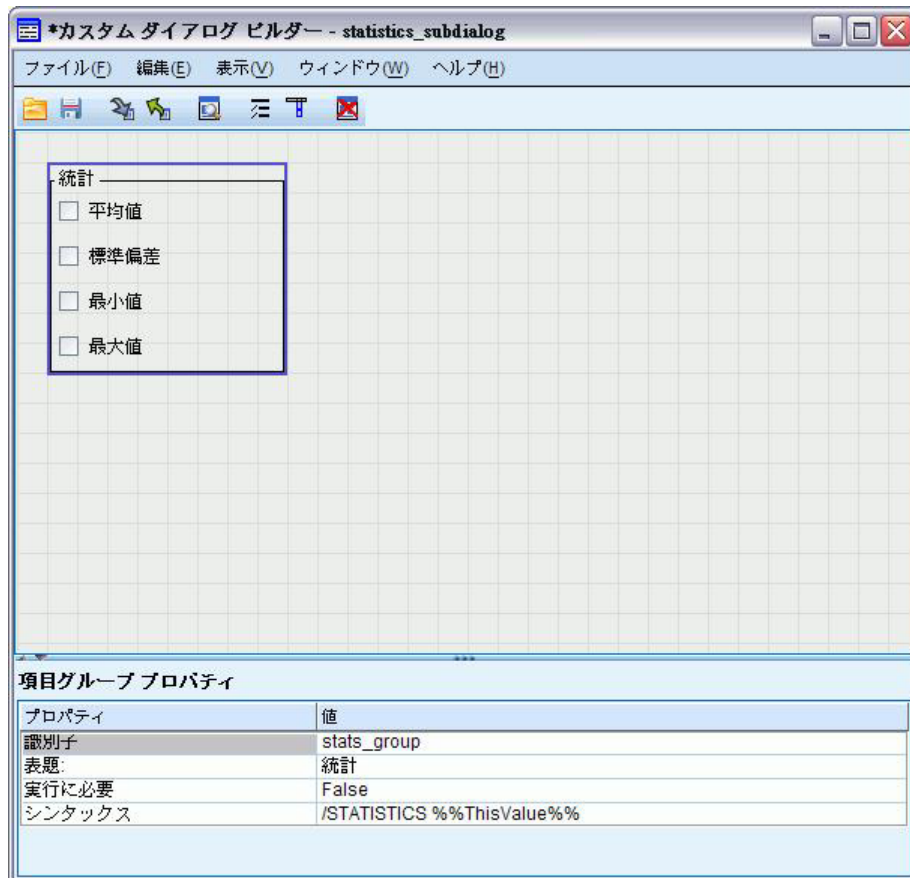 *カスタム ダイアログ ビルダー - statistics_subdialog
ファイル(F) 編集(E) 表示(V) ウィンドウ(W) ヘルプ(H)
統計
平均値
標準偏差
最小値
最大値
項目グループ プロパティ
プロパティ 値
識別子 stats_group
表題: 統計
実行に必要 False
シンタックス /STATISTICS %%ThisValue%%